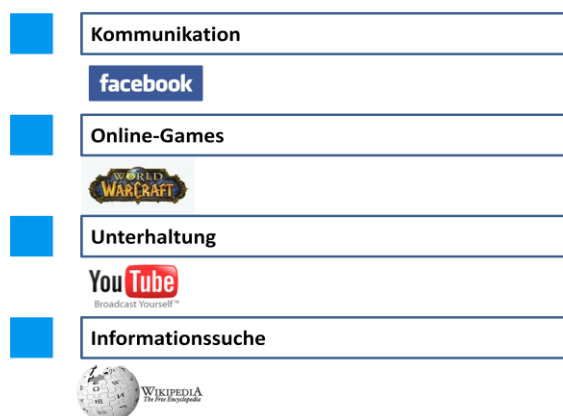 Kommunikation
facebook
Online-Games
WORLD
WARCRAFT
Unterhaltung
YouTube
Broadcast Yourself™
Informationssuche
WIKIPEDIA
The Free Encyclopedia